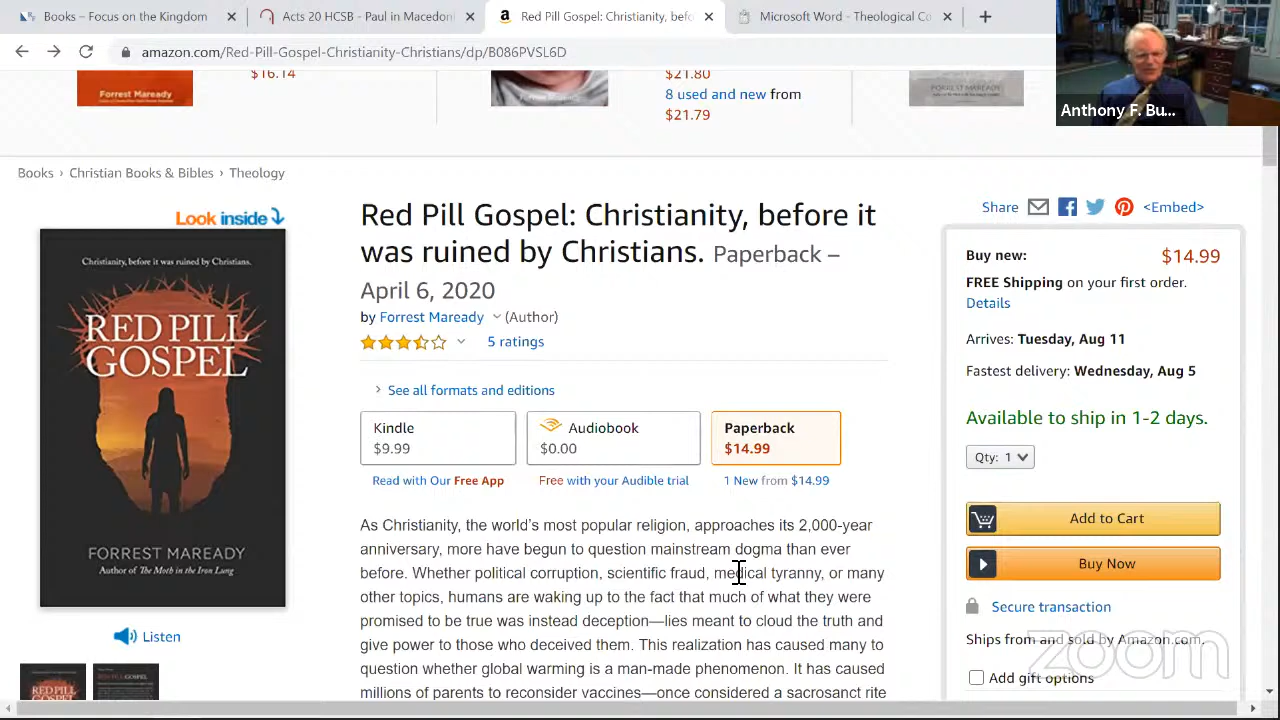 Books – Focus on the Kingdom
Acts 20 HCSB - Paul in Macedon
Red Pill Gospel: Christianity, befo
Microsoft Word - Theological Co
amazon.com/Red-Pill-Gospel-Christianity-Christians/dp/B086PVSL6D
Anthony F. Bu...
Forrest Maready
$16.14
$21.80
8 used and new from
$21.79
FORREST MAREADY
Books › Christian Books & Bibles › Theology
Look inside
Christianity, before it was ruined by Christians.
RED PILL
GOSPEL
FORREST MAREADY
Author of The Moth in the Iron Lung
Listen
Red Pill Gospel: Christianity, before it
was ruined by Christians. Paperback –
April 6, 2020
by Forrest Maready (Author)
5 ratings
See all formats and editions
Kindle
$9.99
Read with Our Free App
Audiobook
$0.00
Free with your Audible trial
Paperback
$14.99
1 New from $14.99
As Christianity, the world's most popular religion, approaches its 2,000-year
anniversary, more have begun to question mainstream dogma than ever
before. Whether political corruption, scientific fraud, medical tyranny, or many
other topics, humans are waking up to the fact that much of what they were
promised to be true was instead deception—lies meant to cloud the truth and
give power to those who deceived them. This realization has caused many to
question whether global warming is a man-made phenomenon. It has caused
millions of parents to reconsider vaccines—once considered a sacrosanct rite
Share
<Embed>
Buy new: $14.99
FREE Shipping on your first order.
Details
Arrives: Tuesday, Aug 11
Fastest delivery: Wednesday, Aug 5
Available to ship in 1-2 days.
Qty: 1
Add to Cart
Buy Now
Secure transaction
Ships from and sold by Amazon.com.
Add gift options
zoom